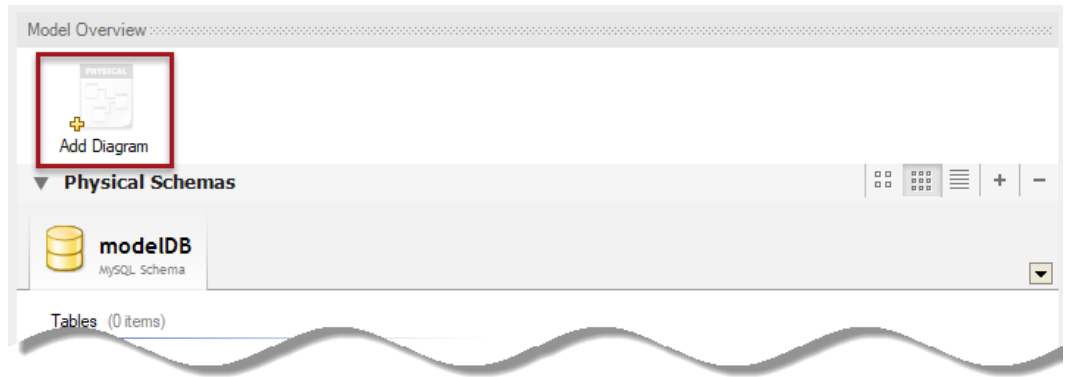 Model Overview
PHYSICAL
Add Diagram
Physical Schemas
modelDB
MySQL Schema
Tables (0 items)